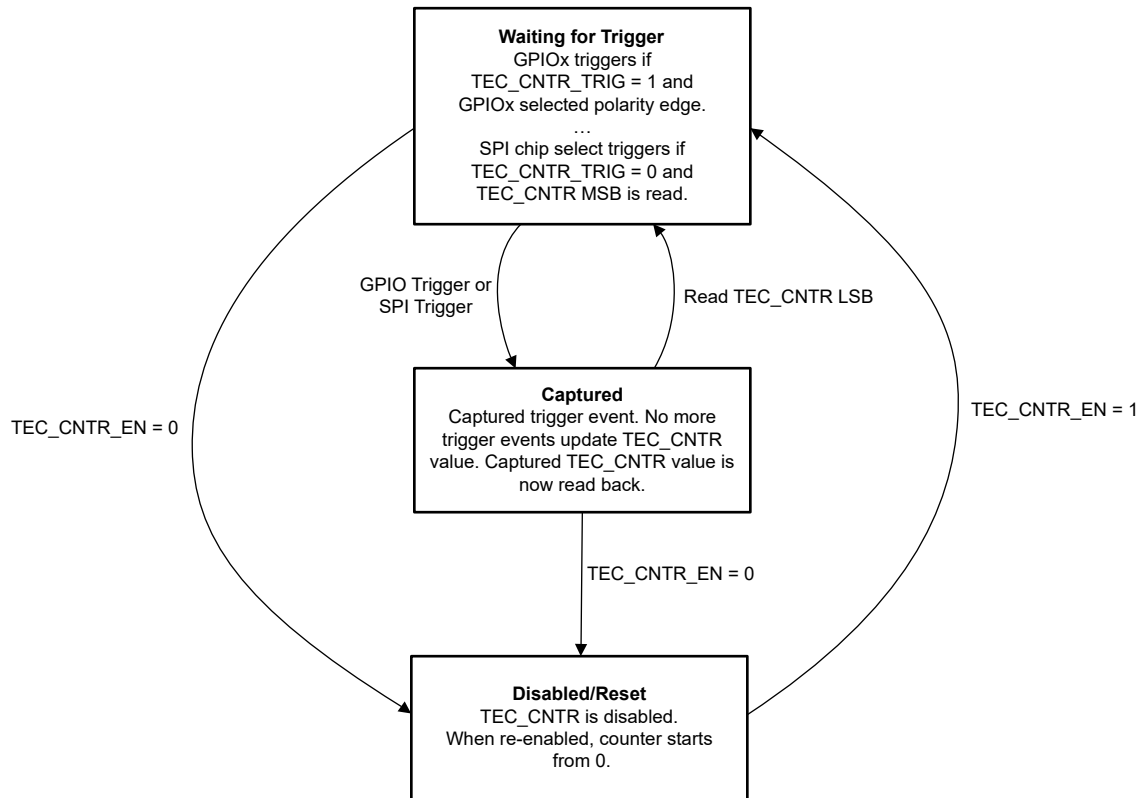 Waiting for Trigger
GPIOx triggers if
TEC_CNTR_TRIG = 1 and
GPIOx selected polarity edge.
…
SPI chip select triggers if
TEC_CNTR_TRIG = 0 and
TEC_CNTR MSB is read.
GPIO Trigger or
SPI Trigger
Read TEC_CNTR LSB
Captured
Captured trigger event. No more
trigger events update TEC_CNTR
value. Captured TEC_CNTR value is
now read back.
TEC_CNTR_EN = 0
TEC_CNTR_EN = 1
TEC_CNTR_EN = 0
Disabled/Reset
TEC_CNTR is disabled.
When re-enabled, counter starts
from 0.